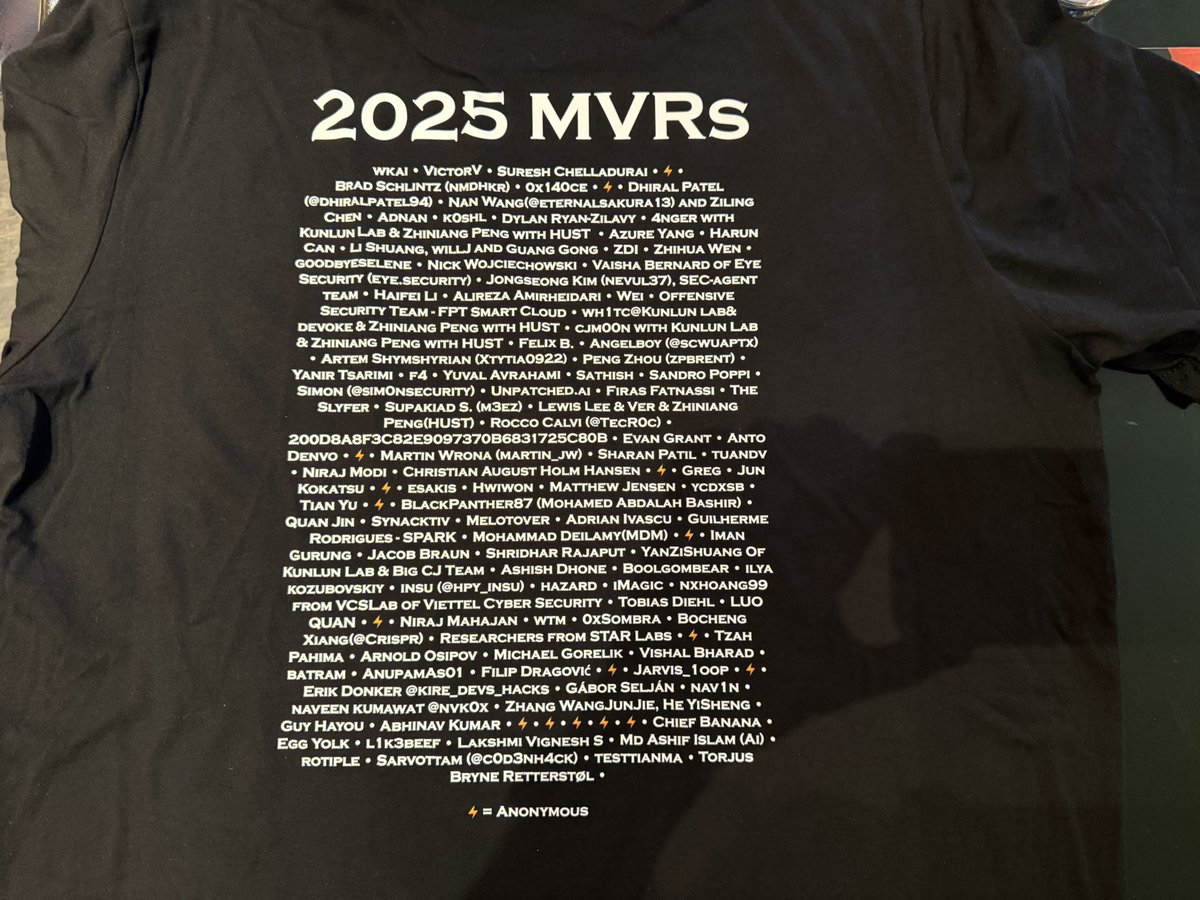 2025 MVRs
wkai • VictorV • Suresh Chelladurai • ⚡ •
Brad Schlintz (nmdhkr) • 0x140ce • ⚡ • Dhiral Patel
(@dhiralpatel94) • Nan Wang(@eternalsakura13) and Ziling
Chen • Adnan • k0shl • Dylan Ryan-Zilavy • 4nger with
Kunlun Lab & Zhiniang Peng with HUST • Azure Yang • Harun
Can • Li Shuang, willJ and Guang Gong • ZDI • Zhihua Wen •
goodbyeselene • Nick Wojciechowski • Vaisha Bernard of Eye
Security (eye.security) • Jongseong Kim (nevul37), SEC-agent
team • Haifei Li • Alireza Amirheidari • Wei • Offensive
Security Team - FPT Smart Cloud • wh1tc@Kunlun lab&
devoke & Zhiniang Peng with HUST • cjm00n with Kunlun Lab
& Zhiniang Peng with HUST • Felix B. • Angelboy (@scwuaptx)
• Artem Shymshyrian (Xtytia0922) • Peng Zhou (zpbrent) •
Yanir Tsarimi • f4 • Yuval Avrahami • Sathish • Sandro Poppi •
Simon (@sim0nsecurity) • Unpatched.ai • Firas Fatnassi • The
Slyfer • Supakiad S. (m3ez) • Lewis Lee & Ver & Zhiniang
Peng(HUST) • Rocco Calvi (@TecR0c) •
200D8A8F3C82E9097370B6831725C80B • Evan Grant • Anto
Denvo • ⚡ • Martin Wrona (martin_jw) • Sharan Patil • tuandv
• Niraj Modi • Christian August Holm Hansen • ⚡ • Greg • Jun
Kokatsu • ⚡ • esakis • Hwiwon • Matthew Jensen • ycdxsb •
Tian Yu • ⚡ • BlackPanther87 (Mohamed Abdalah Bashir) •
Quan Jin • Synacktiv • Melotover • Adrian Ivascu • Guilherme
Rodrigues - SPARK • Mohammad Deilamy(MDM) • ⚡ • Iman
Gurung • Jacob Braun • Shridhar Rajaput • YanZiShuang Of
Kunlun Lab & Big CJ Team • Ashish Dhone • Boolgombear • ilya
kozubovskiy • insu (@hpy_insu) • hazard • iMagic • nxhoang99
from VCSLab of Viettel Cyber Security • Tobias Diehl • LUO
QUAN • ⚡ • Niraj Mahajan • wtm • 0xSombra • Bocheng
Xiang(@Crispr) • Researchers from STAR Labs • ⚡ • Tzah
Pahima • Arnold Osipov • Michael Gorelik • Vishal Bharad •
batram • AnupamAs01 • Filip Dragović • ⚡ • Jarvis_1oop • ⚡ •
Erik Donker @kire_devs_hacks • Gábor Selján • nav1n •
naveen kumawat @nvk0x • Zhang WangJunJie, He YiSheng •
Guy Hayou • Abhinav Kumar • ⚡ • ⚡ • ⚡ • ⚡ • ⚡ • Chief Banana •
Egg Yolk • l1k3beef • Lakshmi Vignesh S • Md Ashif Islam (Ai) •
rotiple • Sarvottam (@c0d3nh4ck) • testtianma • Torjus
Bryne Retterstøl •
⚡ = Anonymous